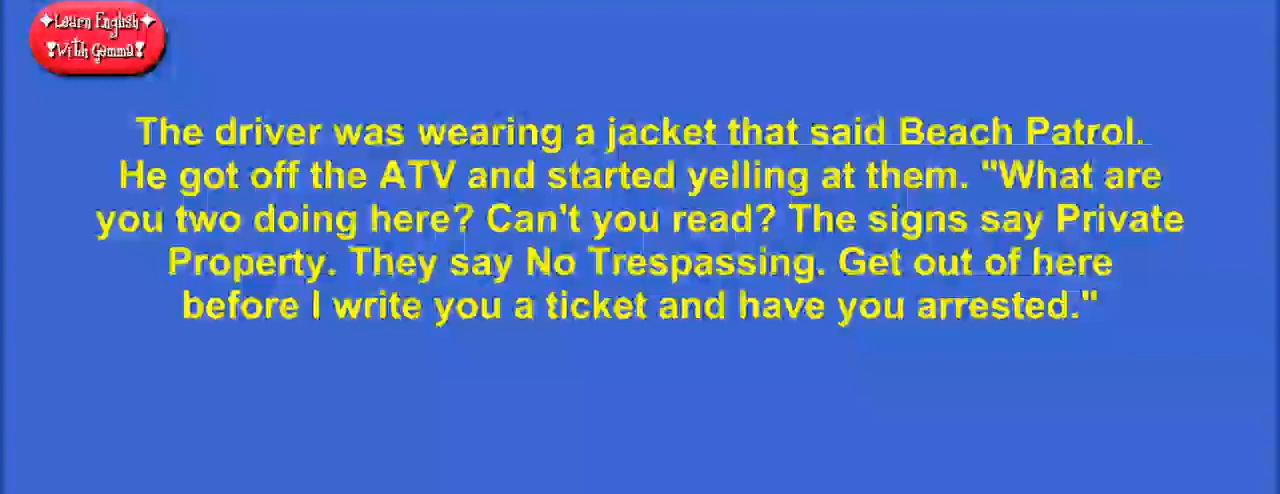 Learn English
With Gemma!
The driver was wearing a jacket that said Beach Patrol.
He got off the ATV and started yelling at them. "What are
you two doing here? Can't you read? The signs say Private
Property. They say No Trespassing. Get out of here
before I write you a ticket and have you arrested."